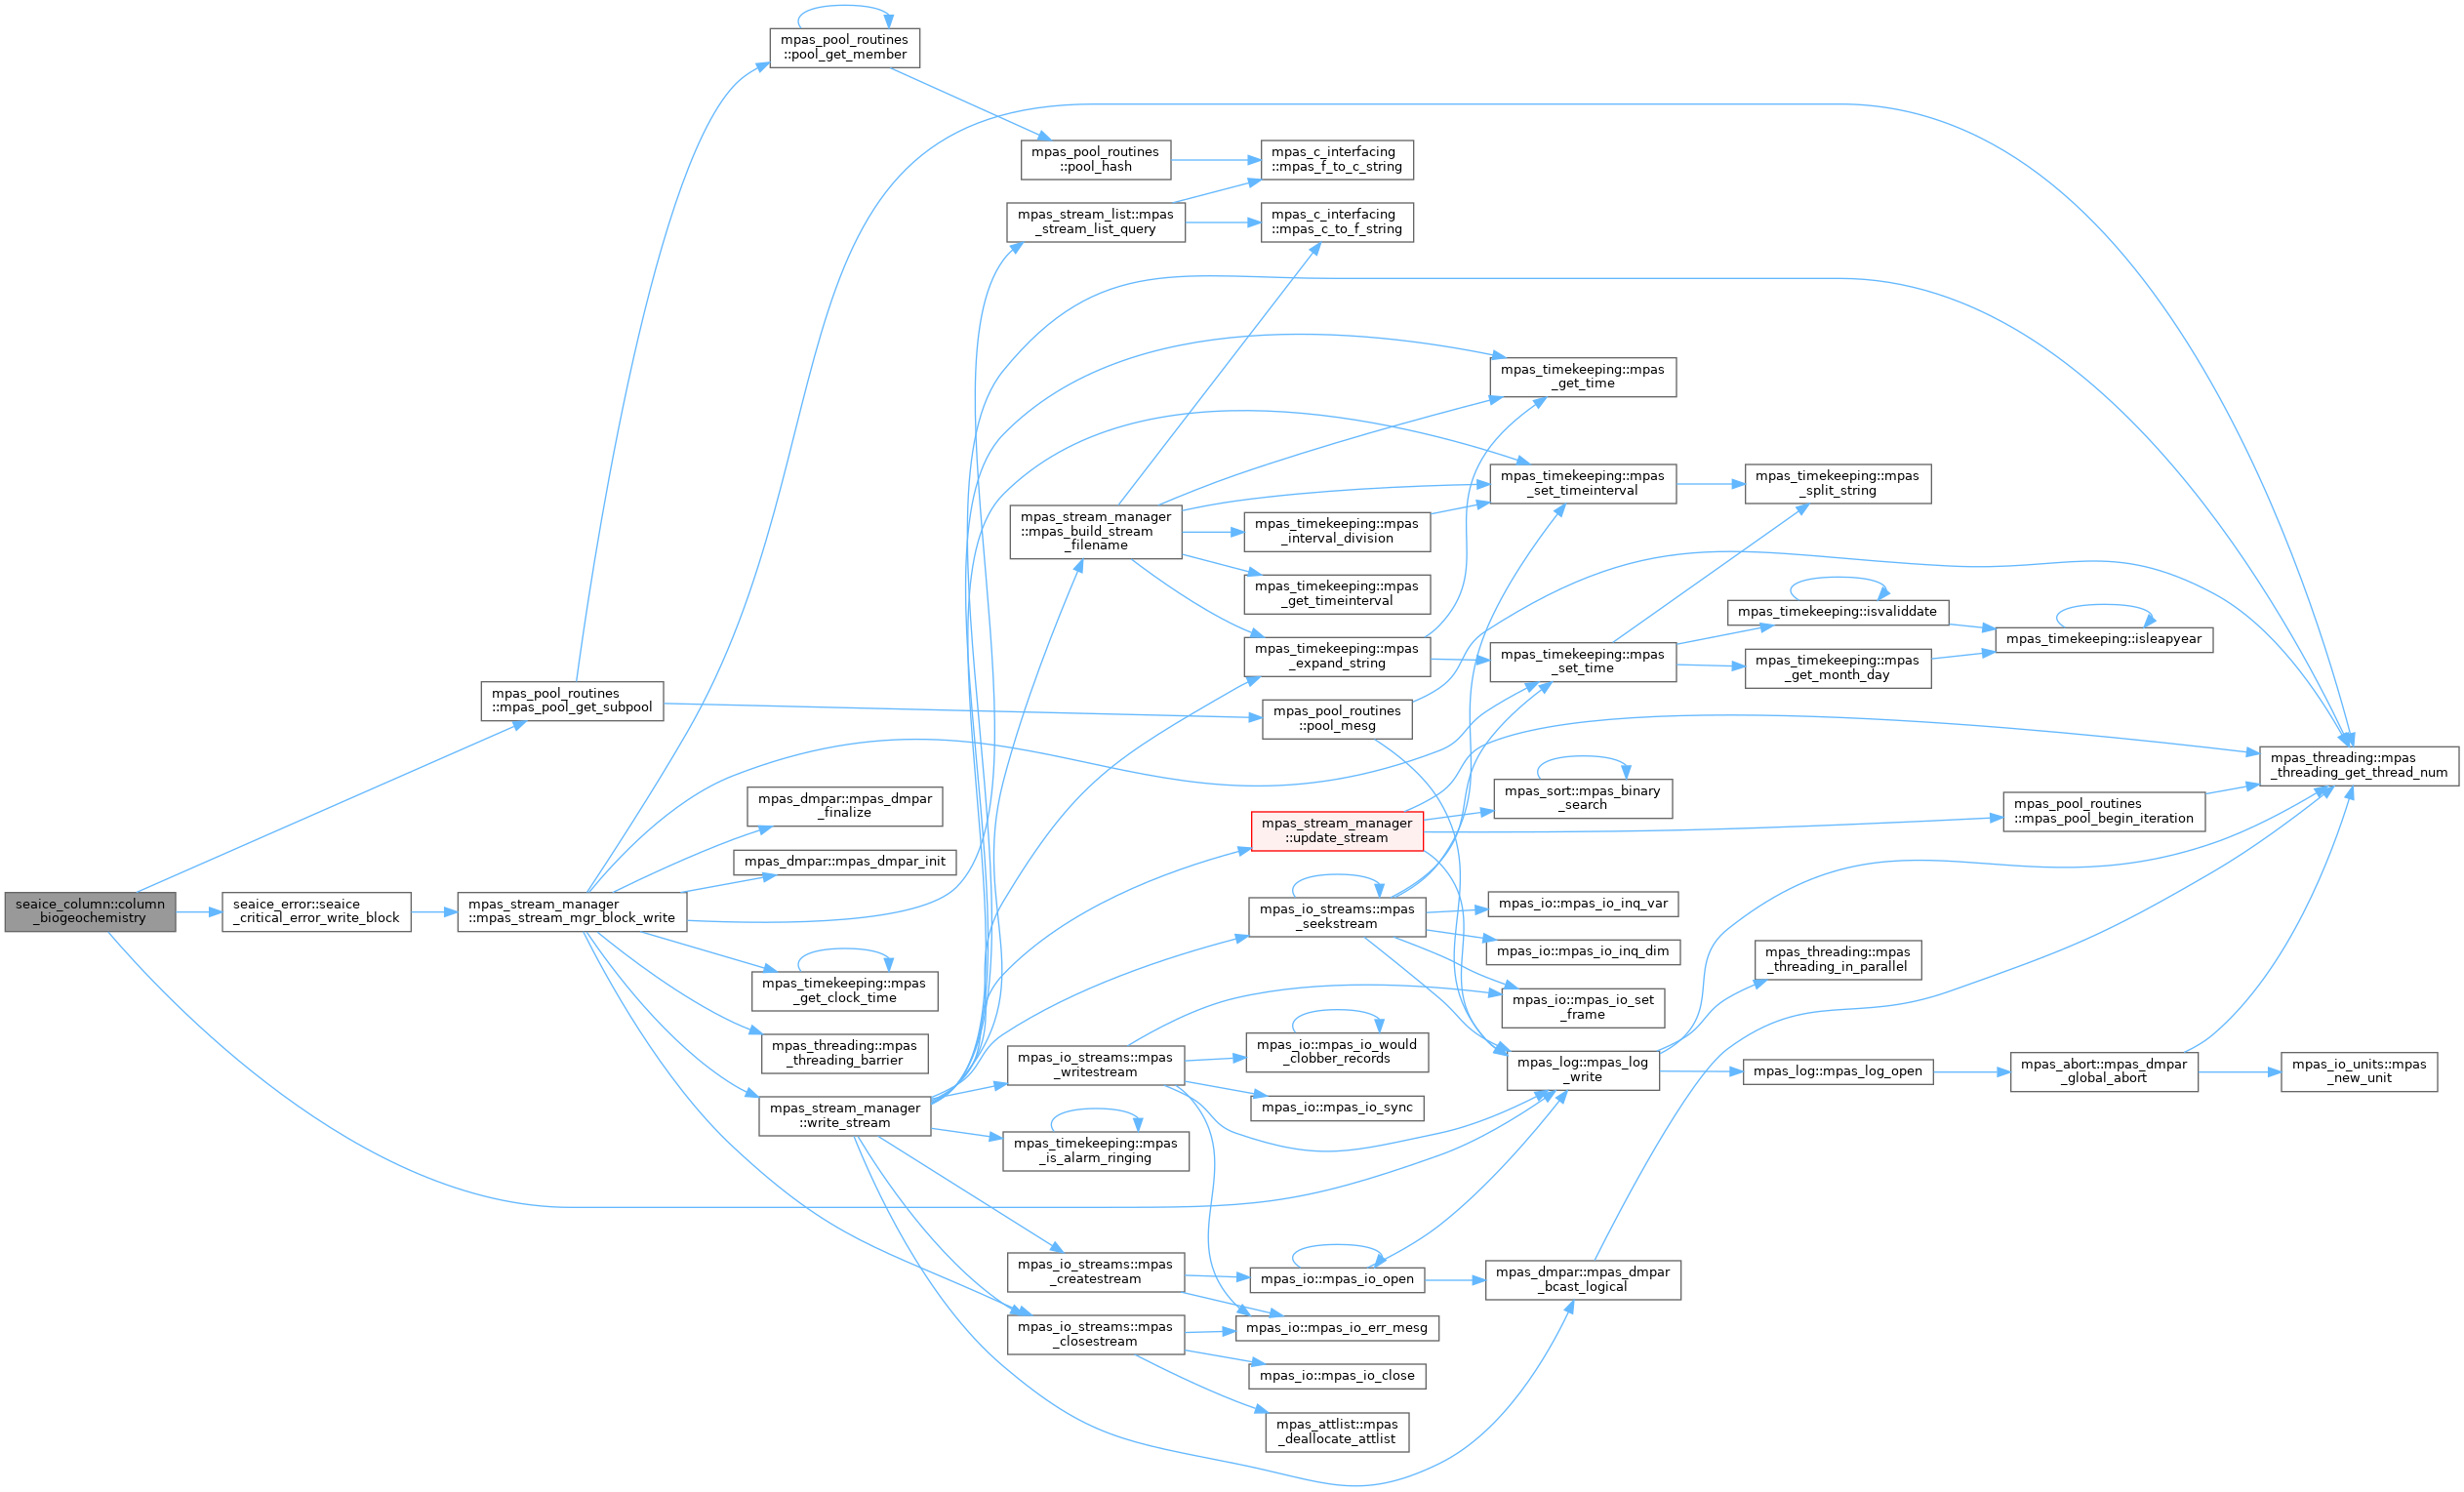 mpas_pool_routines
::pool_get_member
mpas_pool_routines
::pool_hash
mpas_c_interfacing
::mpas_f_to_c_string
mpas_stream_list::mpas
_stream_list_query
mpas_c_interfacing
::mpas_c_to_f_string
mpas_timekeeping::mpas
_get_time
mpas_timekeeping::mpas
_set_timeinterval
mpas_timekeeping::mpas
_split_string
mpas_stream_manager
::mpas_build_stream
_filename
mpas_timekeeping::mpas
_interval_division
mpas_timekeeping::mpas
_get_timeinterval
mpas_timekeeping::isvaliddate
mpas_timekeeping::isleapyear
mpas_timekeeping::mpas
_expand_string
mpas_timekeeping::mpas
_set_time
mpas_timekeeping::mpas
_get_month_day
mpas_pool_routines
::mpas_pool_get_subpool
mpas_pool_routines
::pool_mesg
mpas_threading::mpas
_threading_get_thread_num
mpas_dmpar::mpas_dmpar
_finalize
mpas_sort::mpas_binary
_search
mpas_pool_routines
::mpas_pool_begin_iteration
mpas_stream_manager
::update_stream
mpas_dmpar::mpas_dmpar_init
seaice_column::column
_biogeochemistry
seaice_error::seaice
_critical_error_write_block
mpas_stream_manager
::mpas_stream_mgr_block_write
mpas_io_streams::mpas
_seekstream
mpas_io::mpas_io_inq_var
mpas_io::mpas_io_inq_dim
mpas_threading::mpas
_threading_in_parallel
mpas_timekeeping::mpas
_get_clock_time
mpas_io::mpas_io_set
_frame
mpas_threading::mpas
_threading_barrier
mpas_io_streams::mpas
_writestream
mpas_io::mpas_io_would
_clobber_records
mpas_log::mpas_log
_write
mpas_log::mpas_log_open
mpas_abort::mpas_dmpar
_global_abort
mpas_io_units::mpas
_new_unit
mpas_stream_manager
::write_stream
mpas_io::mpas_io_sync
mpas_timekeeping::mpas
_is_alarm_ringing
mpas_io_streams::mpas
_createstream
mpas_io::mpas_io_open
mpas_dmpar::mpas_dmpar
_bcast_logical
mpas_io_streams::mpas
_closestream
mpas_io::mpas_io_err_mesg
mpas_io::mpas_io_close
mpas_attlist::mpas
_deallocate_attlist